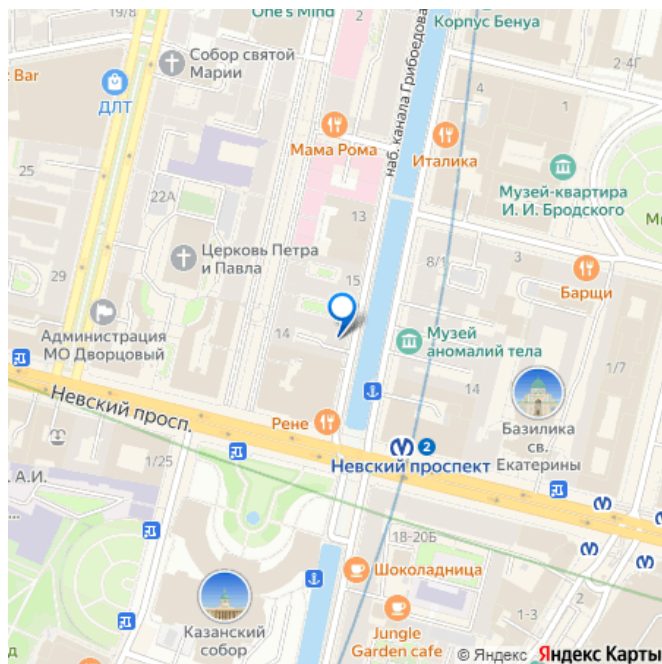 19/8
One's Mind
2
Корпус Бенуа
2-4Г
Собор святой
Марии
Bar
ДЛТ
наб. канала Грибоедова
4
1
Мама Рома
Италика
25
Музей-квартира
И. И. Бродского
22А
13
Церковь Петра
и Павла
8/1
3
15
Барщи
29
Администрация
МО Дворцовый
14
Музей
аномалий тела
14
1/7
Невский просп.
Рене
2
Невский проспект
Базилика
св.
Екатерины
1/25
А.И.
18-20Б
Шоколадница
Казанский
собор
Jungle
Garden cafe
1-3
2
© Яндекс Яндекс Карты